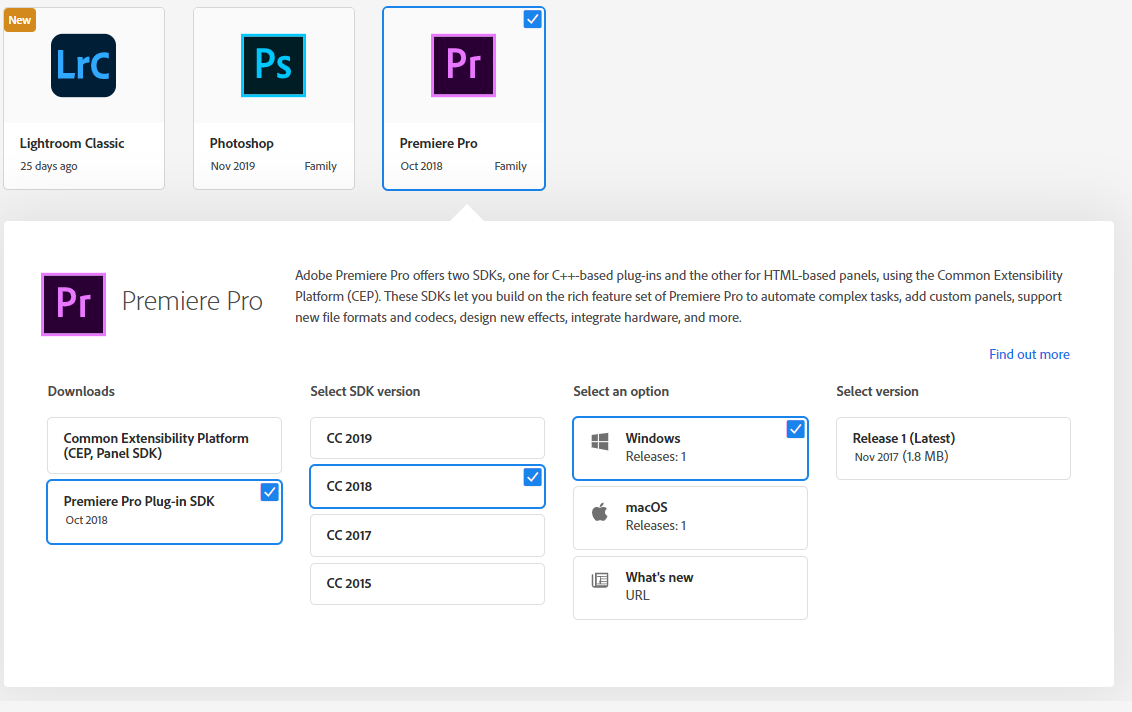 New
LrC
Ps
Pr
Lightroom Classic
25 days ago
Photoshop
Nov 2019 Family
Premiere Pro
Oct 2018 Family
Pr
Premiere Pro
Adobe Premiere Pro offers two SDKs, one for C++-based plug-ins and the other for HTML-based panels, using the Common Extensibility
Platform (CEP). These SDKs let you build on the rich feature set of Premiere Pro to automate complex tasks, add custom panels, support
new file formats and codecs, design new effects, integrate hardware, and more.
Find out more
Downloads
Common Extensibility Platform
(CEP, Panel SDK)
Premiere Pro Plug-in SDK
Oct 2018
Select SDK version
CC 2019
CC 2018
CC 2017
CC 2015
Select an option
Windows
Releases: 1
macOS
Releases: 1
What's new
URL
Select version
Release 1 (Latest)
Nov 2017 (1.8 MB)